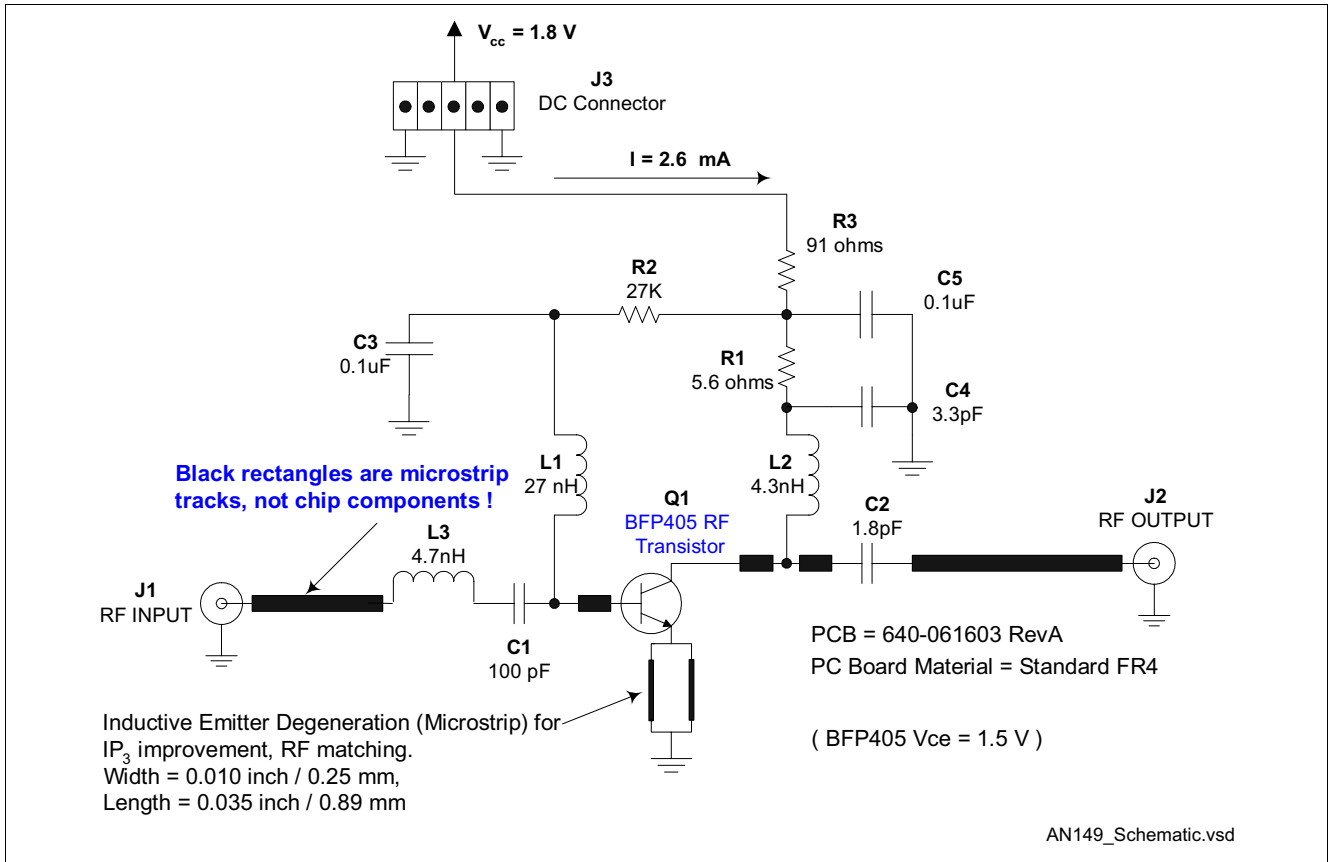 Vcc = 1.8 V
J3
DC Connector
I = 2.6 mA
R3
91 ohms
R2
27K
C5
0.1uF
C3
0.1uF
R1
5.6 ohms
C4
3.3pF
Black rectangles are microstrip
tracks, not chip components !
L1
27 nH
L2
4.3nH
Q1
BFP405 RF
Transistor
C2
1.8pF
J2
RF OUTPUT
L3
4.7nH
J1
RF INPUT
C1
100 pF
PCB = 640-061603 RevA
PC Board Material = Standard FR4
Inductive Emitter Degeneration (Microstrip) for
IP3 improvement, RF matching.
Width = 0.010 inch / 0.25 mm,
Length = 0.035 inch / 0.89 mm
( BFP405 Vce = 1.5 V )
AN149_Schematic.vsd